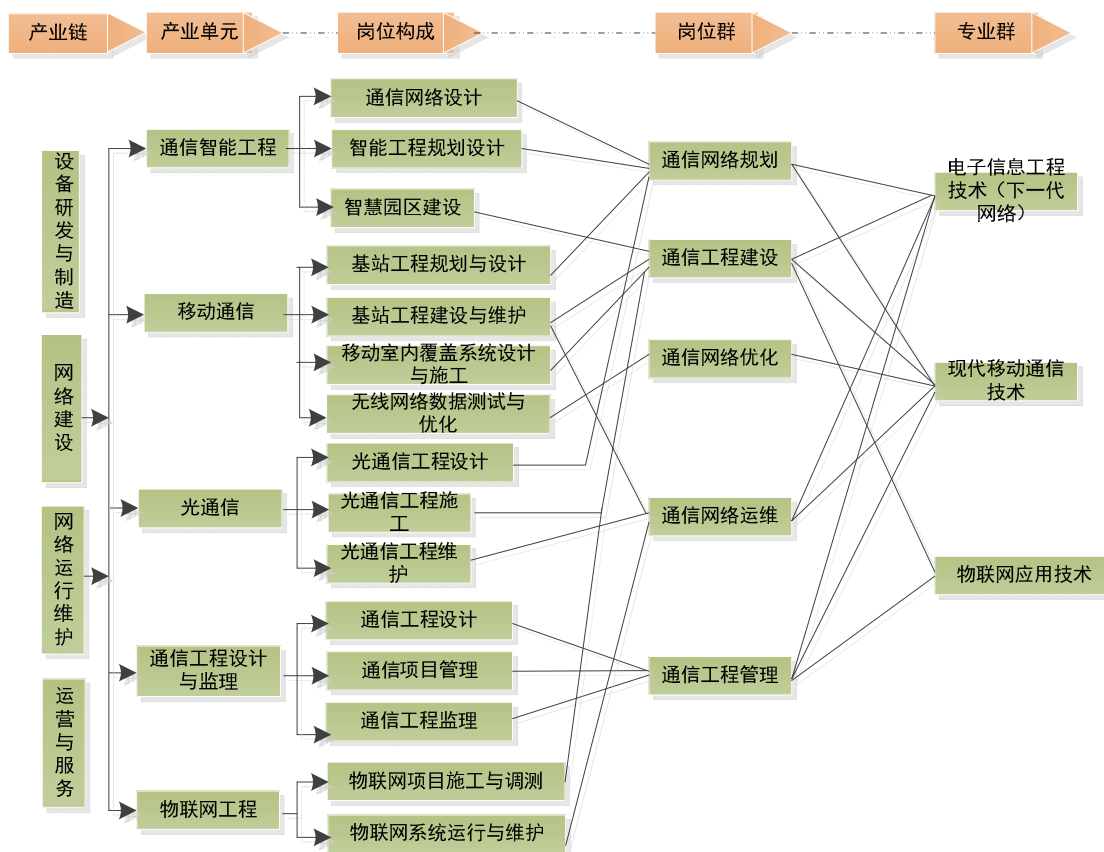 产业链
产业单元
岗位构成
岗位群
专业群
设备研发与制造
网络建设
网络运行维护
运营与服务
通信智能工程
移动通信
光通信
通信工程设计
与监理
物联网工程
通信网络设计
智能工程规划设计
智慧园区建设
基站工程规划与设计
基站工程建设与维护
移动室内覆盖系统设计
与施工
无线网络数据测试与
优化
光通信工程设计
光通信工程施
工
光通信工程维
护
通信工程设计
通信项目管理
通信工程监理
物联网项目施工与调测
物联网系统运行与维护
通信网络规划
通信工程建设
通信网络优化
通信网络运维
通信工程管理
电子信息工程
技术（下一代
网络）
现代移动通信
技术
物联网应用技术